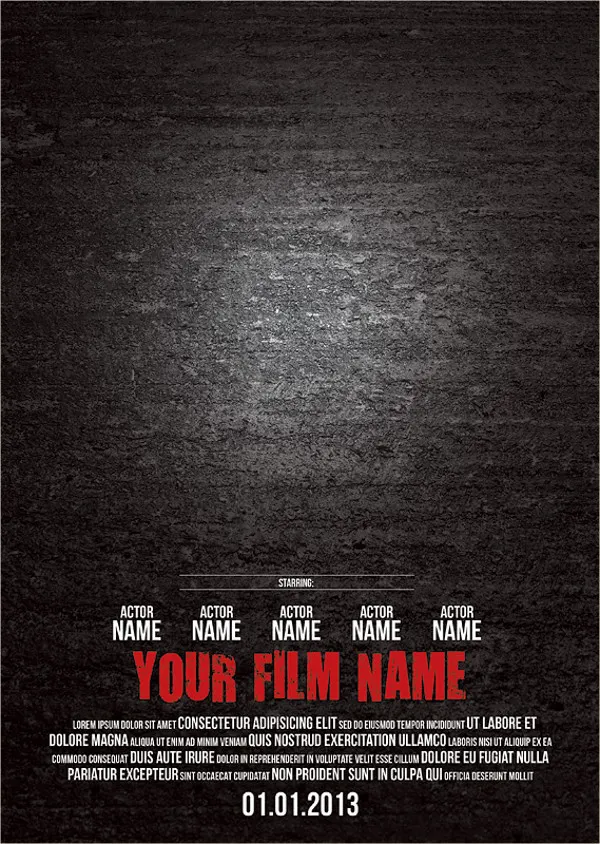 STARRING:
ACTOR ACTOR ACTOR ACTOR ACTOR
NAME NAME NAME NAME NAME
YOUR FILM NAME
LOREM IPSUM DOLOR SIT AMET CONSECTETUR ADIPISICING ELIT SED DO EIUSMOD TEMPOR INCIDIDUNT UT LABORE ET
DOLORE MAGNA ALIQUA UT ENIM AD MINIM VENIAM QUIS NOSTRUD EXERCITATION ULLAMCO LABORIS NISI UT ALIQUIP EX EA
COMMODO CONSEQUAT DUIS AUTE IRURE DOLOR IN REPREHENDERIT IN VOLUPTATE VELIT ESSE CILLUM DOLORE EU FUGIAT NULLA
PARIATUR EXCEPTEUR SINT OCCAECAT CUPIDATAT NON PROIDENT SUNT IN CULPA QUI OFFICIA DESERUNT MOLLIT
01.01.2013